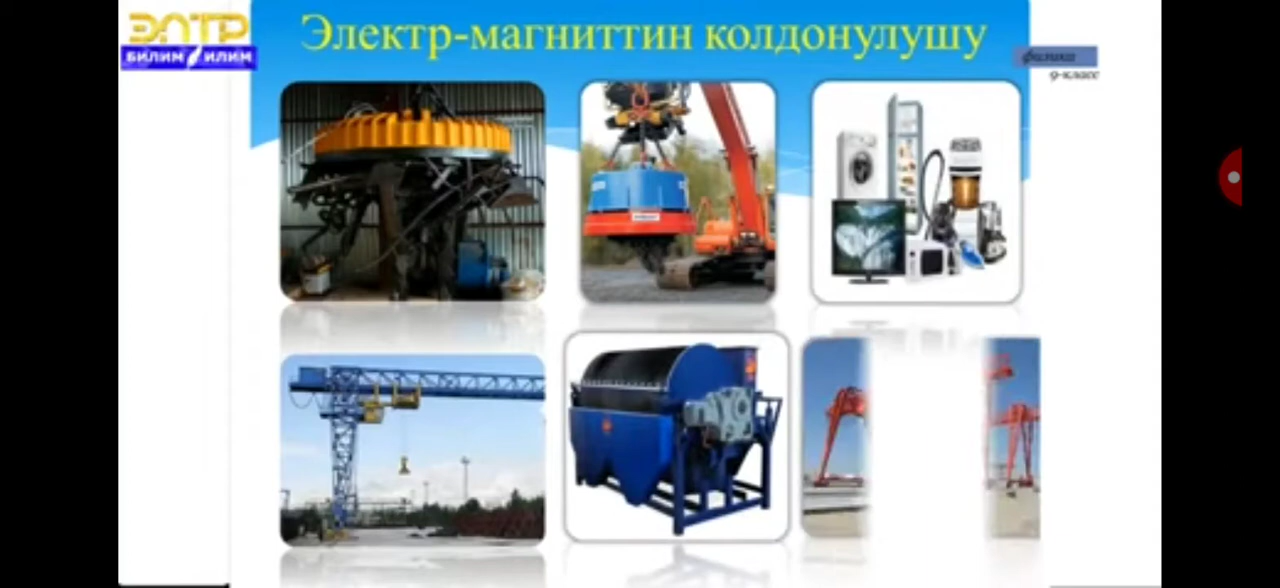 ЭЛТР
БИЛИМ ИЛИМ
Электр-магниттин колдонулушу
физика
9-класс